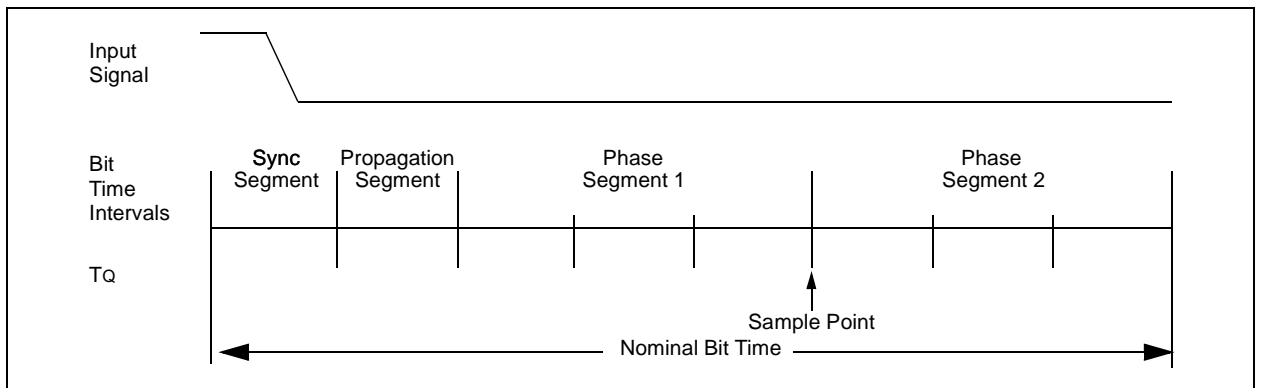 Input
Signal
Bit
Time
Intervals
Sync
Segment
Propagation
Segment
Phase
Segment 1
Phase
Segment 2
TQ
Sample Point
Nominal Bit Time